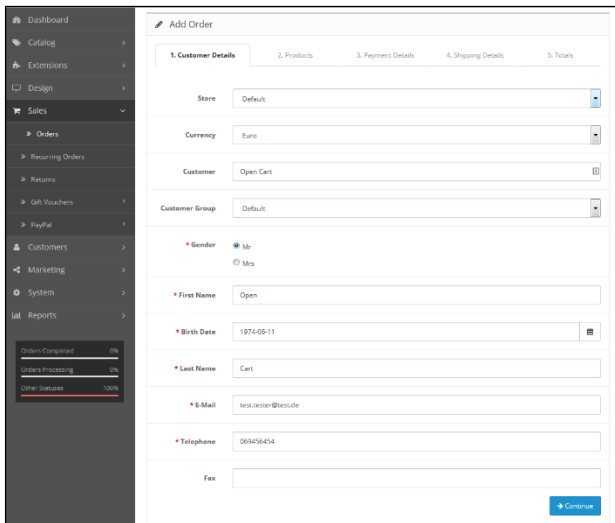 Dashboard
Catalog
Extensions
Design
Sales
Orders
Recurring Orders
Returns
Gift Vouchers
PayPal
Customers
Marketing
System
Reports
Orders Completed 0%
Orders Processing 0%
Other Statuses 100%
Add Order
1. Customer Details 2. Products 3. Payment Details 4. Shipping Details 5. Totals
Store Default
Currency Euro
Customer Open Cart
Customer Group Default
* Gender Mr
Mrs
* First Name Open
* Birth Date 1974-06-11
* Last Name Cart
* E-Mail test.tester@test.de
* Telephone 069456454
Fax
Continue